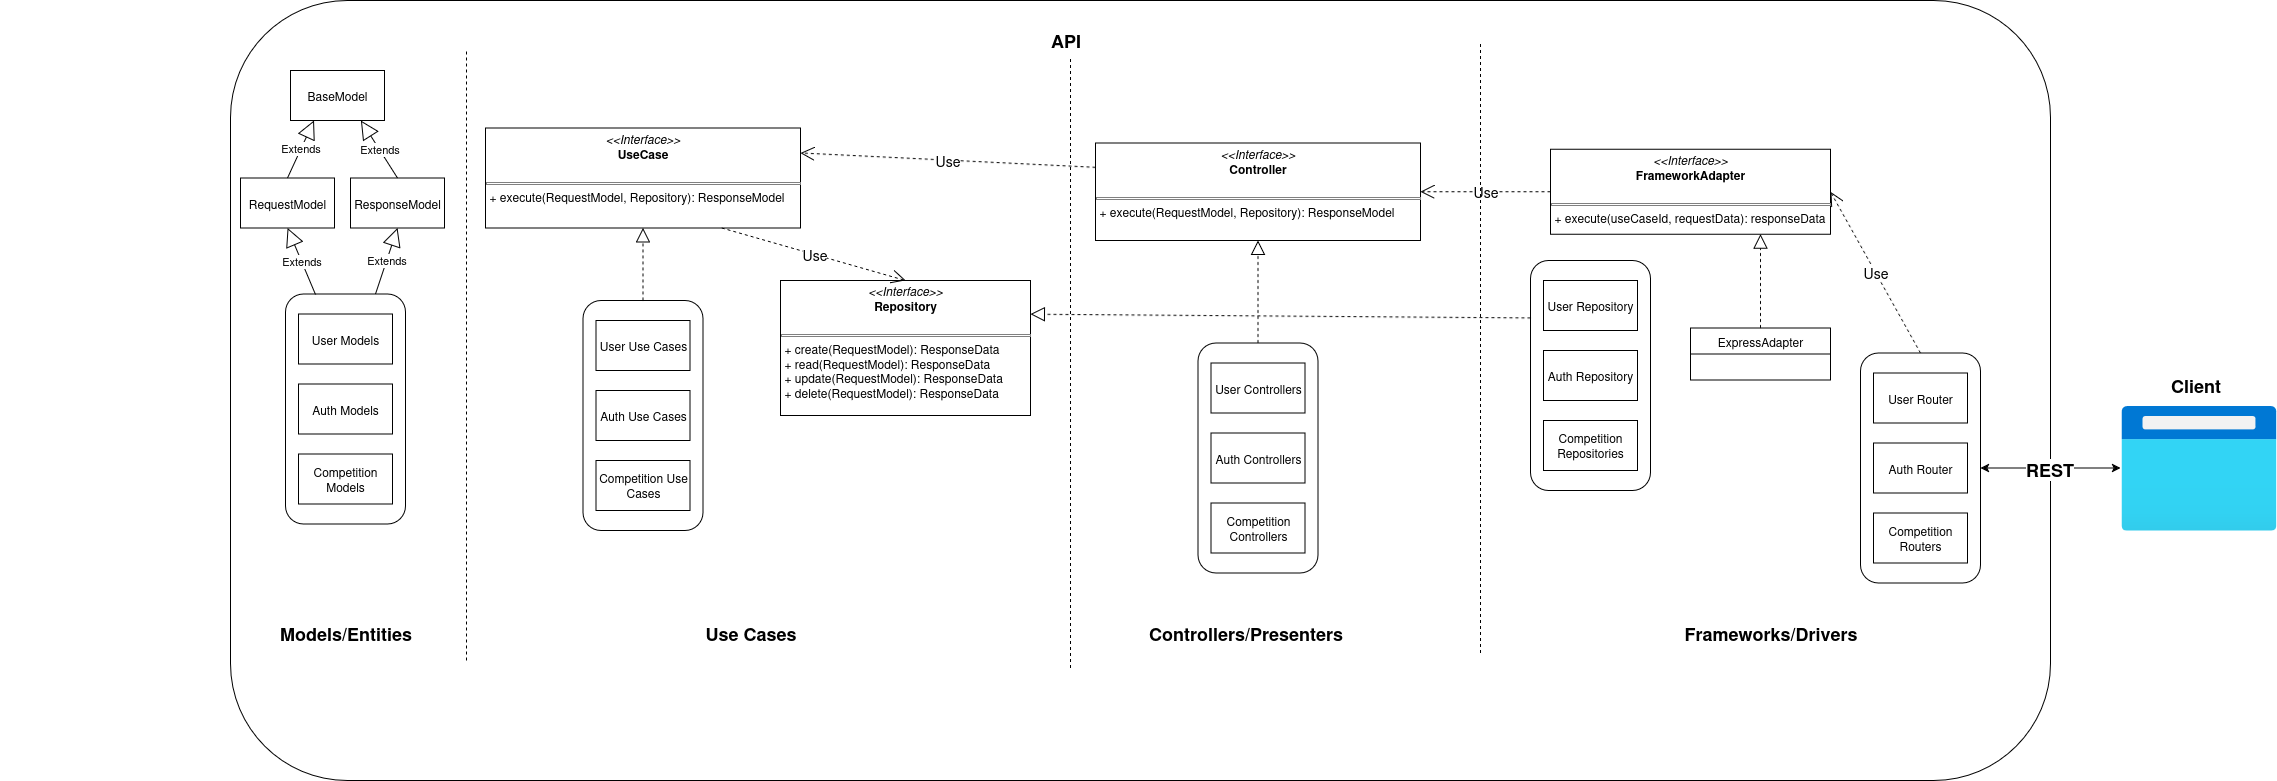 API
BaseModel
Extends
Extends
RequestModel
ResponseModel
Extends
Extends
User Models
Auth Models
Competition
Models
Models/Entities
<<Interface>>
UseCase
+ execute(RequestModel, Repository): ResponseModel
Use
Use
User Use Cases
Auth Use Cases
Competition Use
Cases
<<Interface>>
Repository
+ create(RequestModel): ResponseData
+ read(RequestModel): ResponseData
+ update(RequestModel): ResponseData
+ delete(RequestModel): ResponseData
Use Cases
<<Interface>>
Controller
+ execute(RequestModel, Repository): ResponseModel
Use
User Controllers
Auth Controllers
Competition
Controllers
Controllers/Presenters
<<Interface>>
FrameworkAdapter
+ execute(useCaseId, requestData): responseData
Use
User Repository
Auth Repository
Competition
Repositories
ExpressAdapter
User Router
Auth Router
Competition
Routers
Frameworks/Drivers
REST
Client